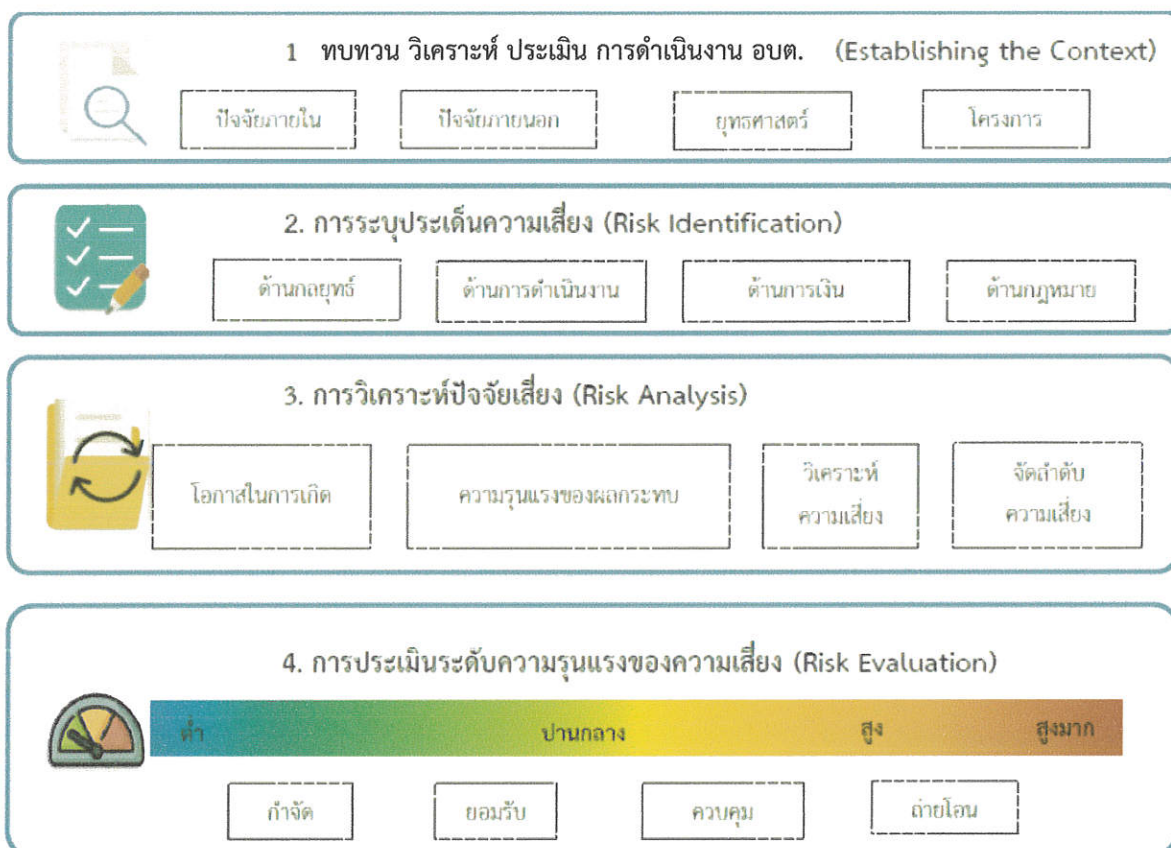 1 ทบทวน วิเคราะห์ ประเมิน การดำเนินงาน อบต. (Establishing the Context)
ปัจจัยภายใน ปัจจัยภายนอก ยุทธศาสตร์ โครงการ
2. การระบุประเด็นความเสี่ยง (Risk Identification)
ด้านกลยุทธ์ ด้านการดำเนินงาน ด้านการเงิน ด้านกฎหมาย
3. การวิเคราะห์ปัจจัยเสี่ยง (Risk Analysis)
โอกาสในการเกิด ความรุนแรงของผลกระทบ
วิเคราะห์
ความเสี่ยง
จัดลำดับ
ความเสี่ยง
4. การประเมินระดับความรุนแรงของความเสี่ยง (Risk Evaluation)
ต่ำ ปานกลาง สูง สูงมาก
กำจัด ยอมรับ ควบคุม ถ่ายโอน